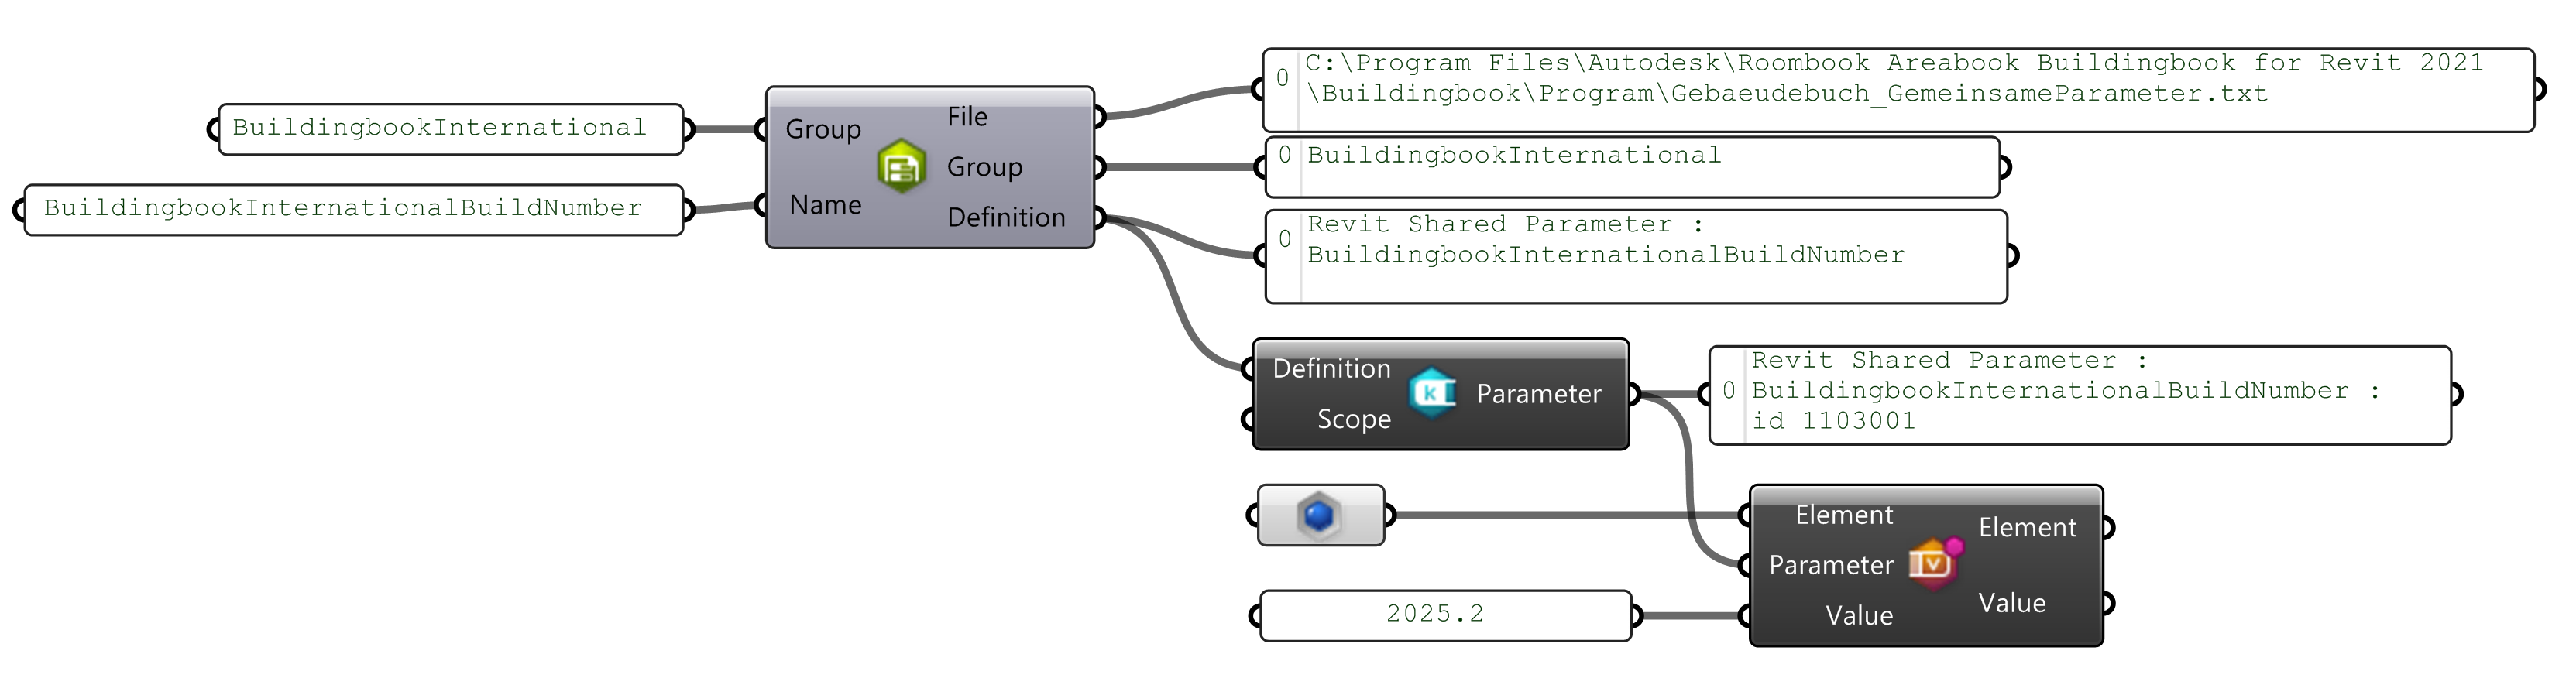 BuildingbookInternational
BuildingbookInternationalBuildNumber
Group
Name
File
Group
Definition
0
C:\Program Files\Autodesk\Roombook Areabook Buildingbook for Revit 2021
\Buildingbook\Program\Gebaeudebuch_GemeinsameParameter.txt
0 BuildingbookInternational
0
Revit Shared Parameter :
BuildingbookInternationalBuildNumber
Definition
Scope
K
Parameter
0
Revit Shared Parameter :
BuildingbookInternationalBuildNumber :
id 1103001
2025.2
Element
Parameter
Value
V
Element
Value